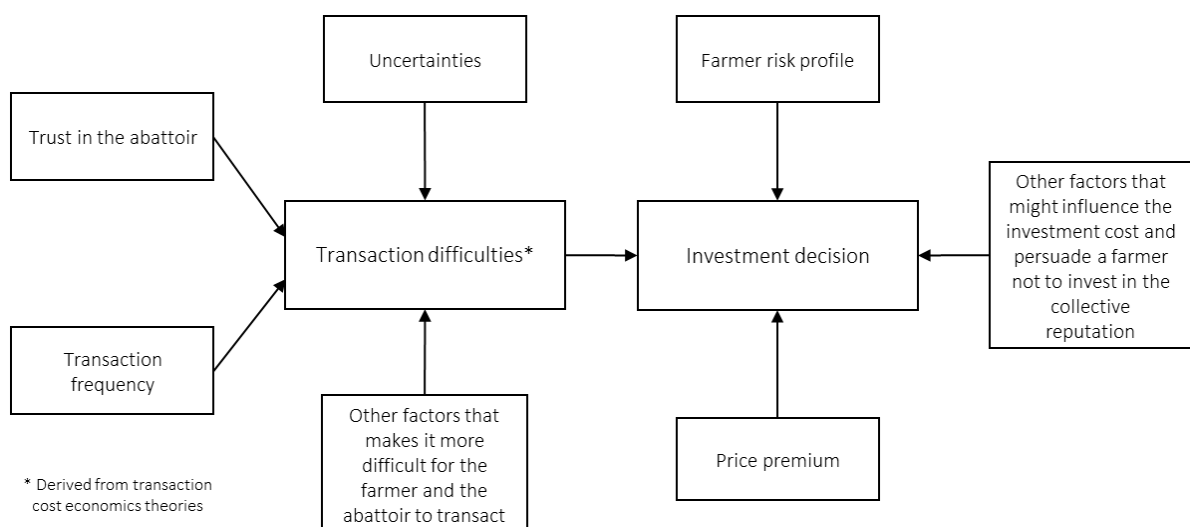 Uncertainties
Farmer risk profile
Trust in the abattoir
Transaction difficulties*
Investment decision
Other factors that
might influence the
investment cost and
persuade a farmer
not to invest in the
collective
reputation
Transaction
frequency
Other factors that
makes it more
difficult for the
farmer and the
abattoir to transact
Price premium
* Derived from transaction
cost economics theories